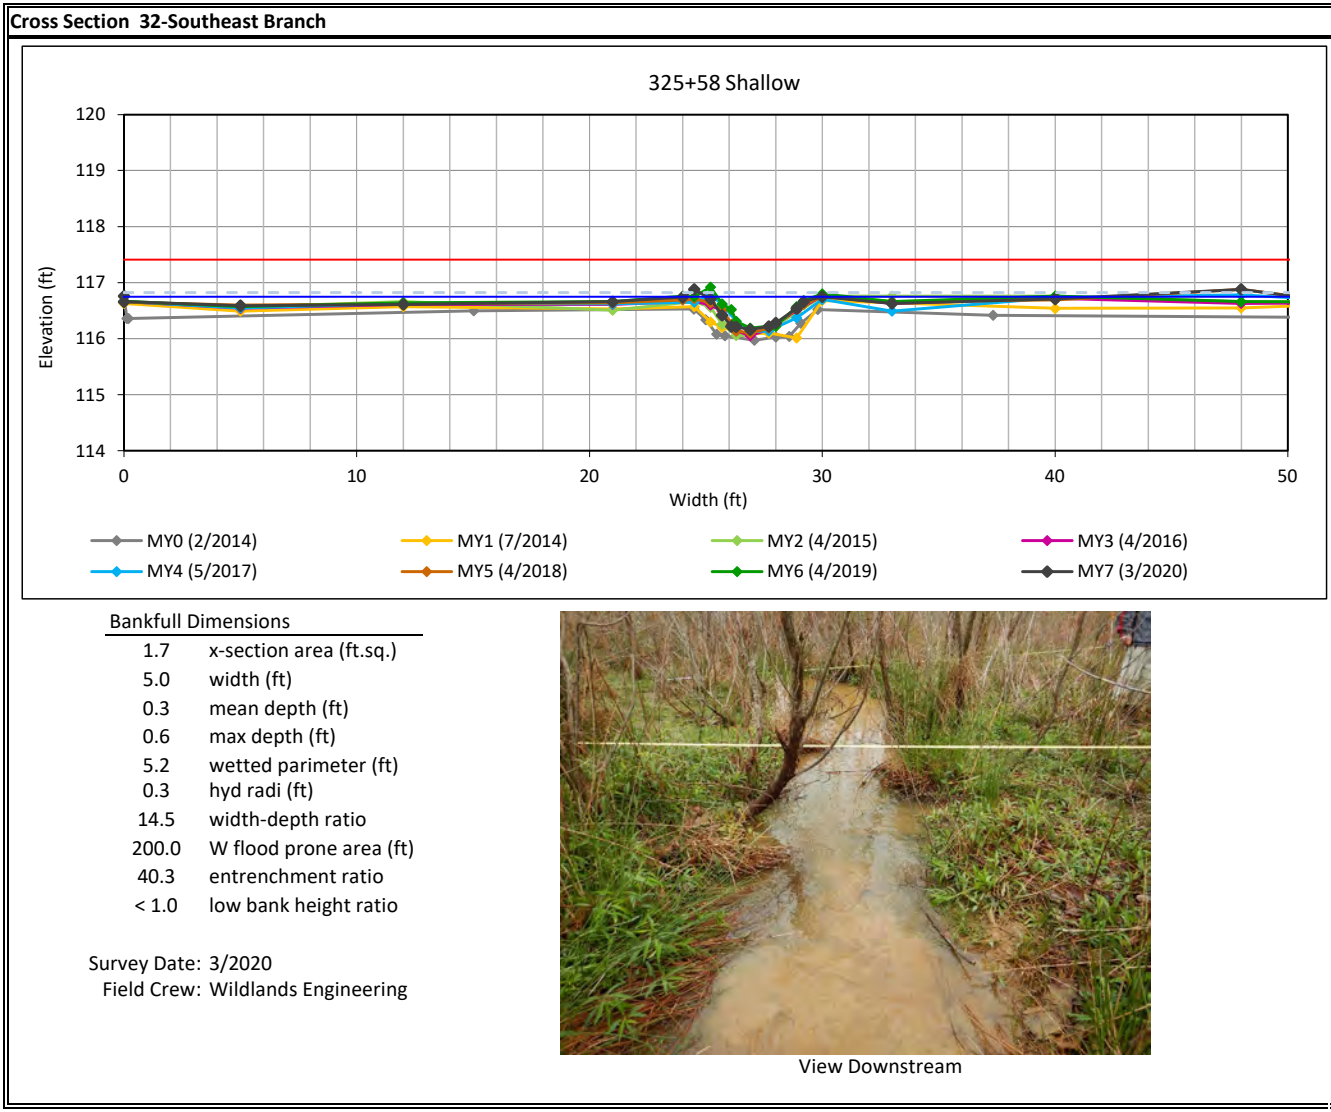 Cross Section 32-Southeast Branch
325+58 Shallow
120
119
118
117
116
115
114
Elevation (ft)
0 10 20 30 40 50
Width (ft)
MY0 (2/2014) MY1 (7/2014) MY2 (4/2015) MY3 (4/2016)
MY4 (5/2017) MY5 (4/2018) MY6 (4/2019) MY7 (3/2020)
Bankfull Dimensions
1.7 x-section area (ft.sq.)
5.0 width (ft)
0.3 mean depth (ft)
0.6 max depth (ft)
5.2 wetted parimeter (ft)
0.3 hyd radi (ft)
14.5 width-depth ratio
200.0 W flood prone area (ft)
40.3 entrenchment ratio
< 1.0 low bank height ratio
Survey Date: 3/2020
Field Crew: Wildlands Engineering
View Downstream